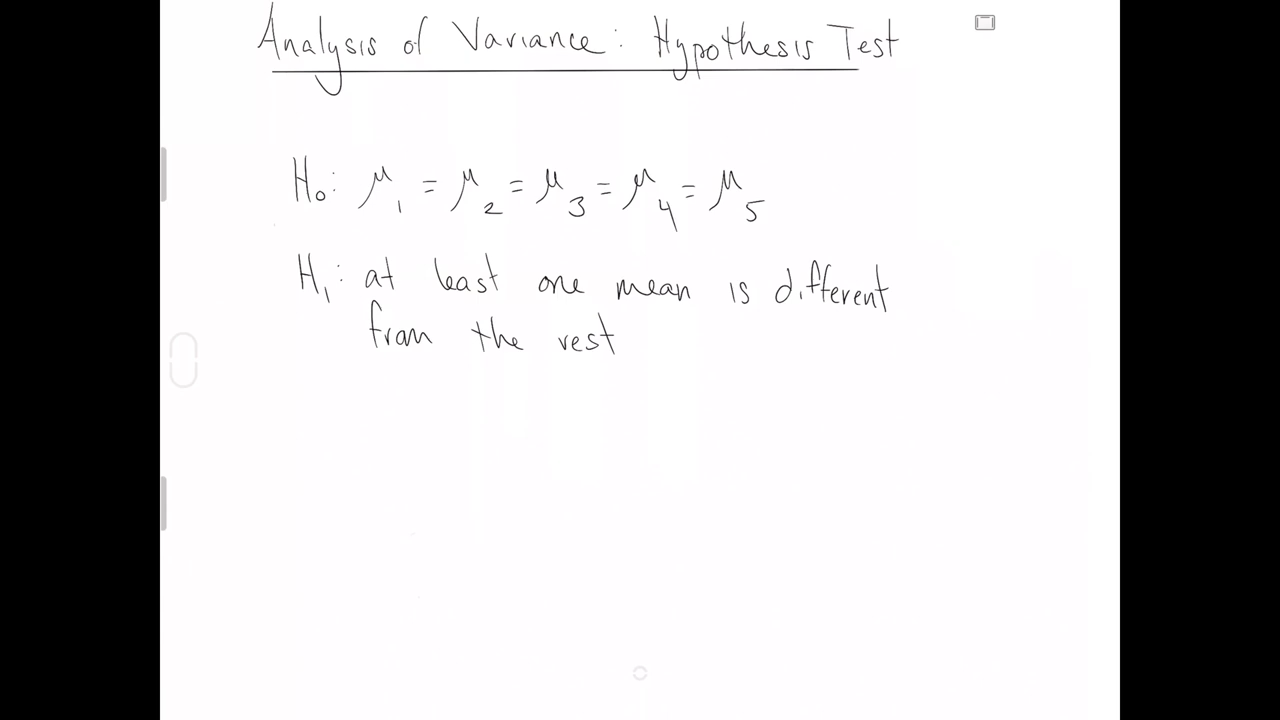 Analysis of Variance: Hypothesis Test
H₀: μ₁ = μ₂ = μ₃ = μ₄ = μ₅
H₁: at least one mean is different
from the rest